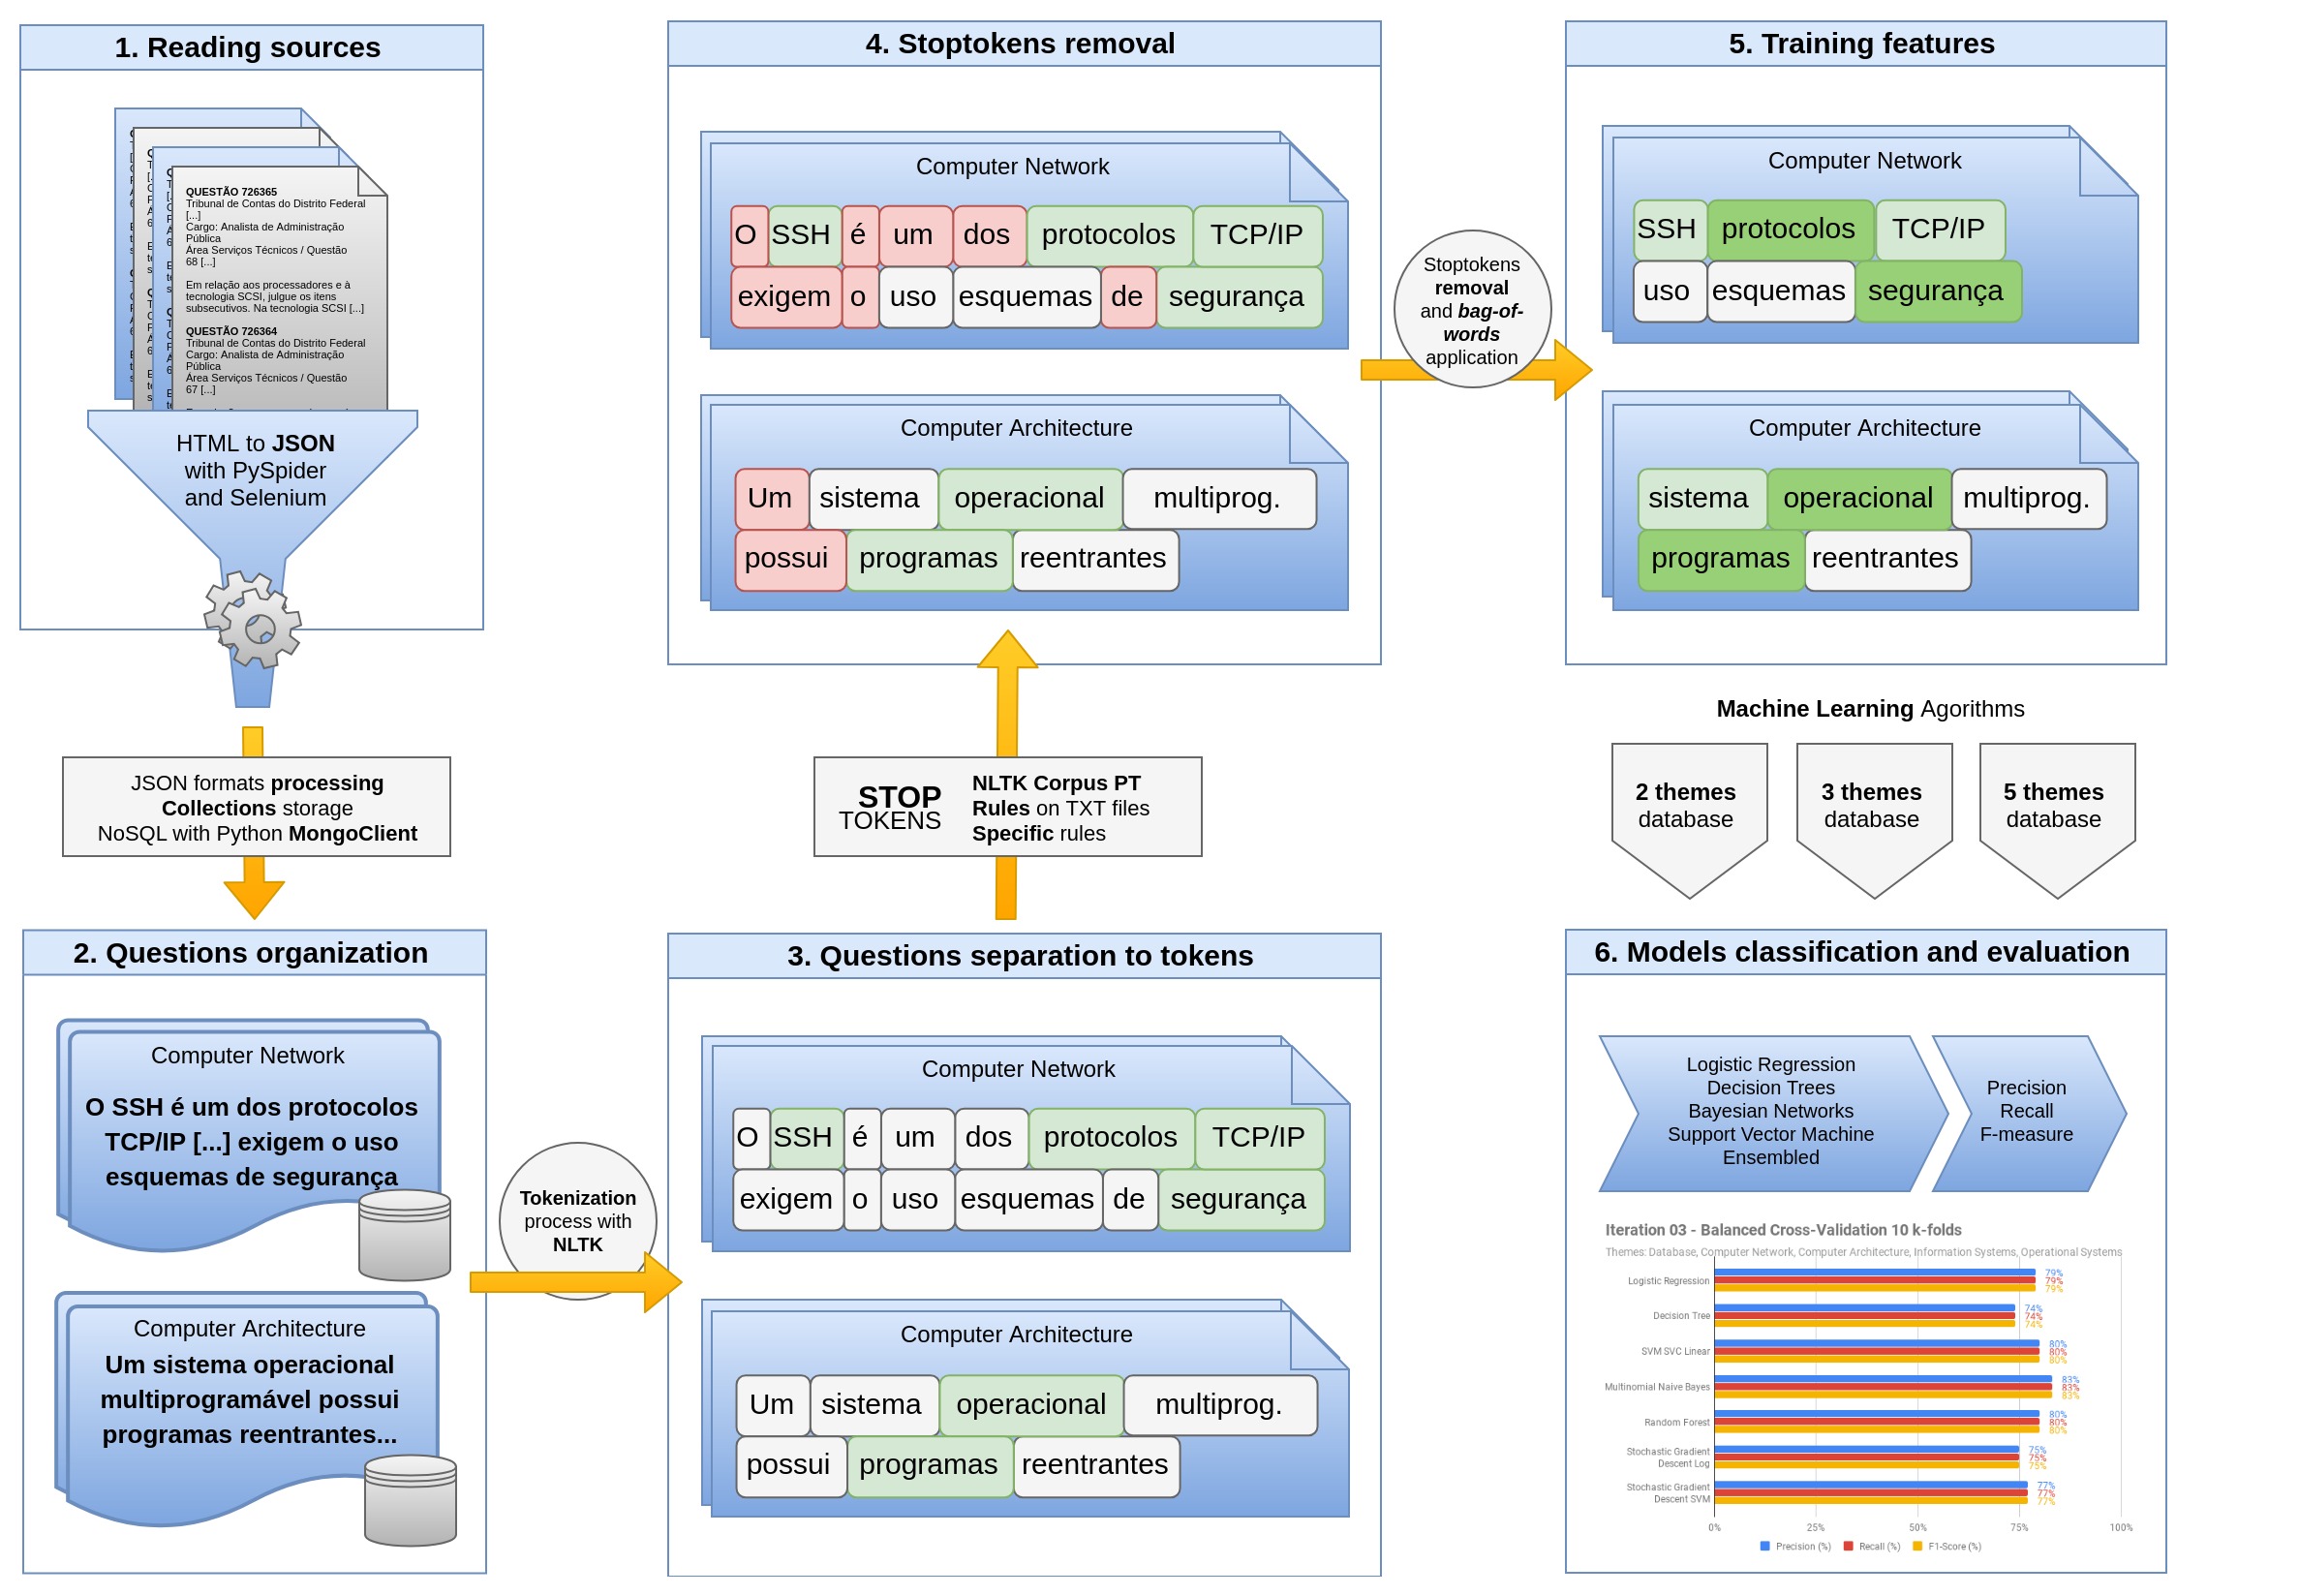 1. Reading sources
QUESTÃO 726365
Tribunal de Contas do Distrito Federal
[...]
Cargo: Analista de Administração
Pública
Área Serviços Técnicos / Questão
68 [...]
Em relação aos processadores e à
tecnologia SCSI, julgue os itens
subsecutivos. Na tecnologia SCSI [...]
QUESTÃO 726364
Tribunal de Contas do Distrito Federal
Cargo: Analista de Administração
Pública
Área Serviços Técnicos / Questão
67 [...]
HTML to JSON
with PySpider
and Selenium
JSON formats processing
Collections storage
NoSQL with Python MongoClient
2. Questions organization
Computer Network
O SSH é um dos protocolos
TCP/IP [...] exigem o uso
esquemas de segurança
Computer Architecture
Um sistema operacional
multiprogramável possui
programas reentrantes...
Tokenization
process with
NLTK
3. Questions separation to tokens
Computer Network
O SSH é um dos protocolos TCP/IP
exigem o uso esquemas de segurança
Computer Architecture
Um sistema operacional multiprog.
possui programas reentrantes
STOP
TOKENS
NLTK Corpus PT
Rules on TXT files
Specific rules
4. Stoptokens removal
Computer Network
O SSH é um dos protocolos TCP/IP
exigem o uso esquemas de segurança
Computer Architecture
Um sistema operacional multiprog.
possui programas reentrantes
Stoptokens
removal
and bag-of-
words
application
5. Training features
Computer Network
SSH protocolos TCP/IP
uso esquemas segurança
Computer Architecture
sistema operacional multiprog.
programas reentrantes
Machine Learning Agorithms
2 themes
database
3 themes
database
5 themes
database
6. Models classification and evaluation
Logistic Regression
Decision Trees
Bayesian Networks
Support Vector Machine
Ensembled
Precision
Recall
F-measure
Iteration 03 - Balanced Cross-Validation 10 k-folds
Themes: Database, Computer Network, Computer Architecture, Information Systems, Operational Systems
Logistic Regression
79%
79%
79%
Decision Tree
74%
74%
74%
SVM SVC Linear
80%
80%
80%
Multinomial Naive Bayes
83%
83%
83%
Random Forest
80%
80%
80%
Stochastic Gradient
Descent Log
75%
75%
75%
Stochastic Gradient
Descent SVM
77%
77%
77%
0% 25% 50% 75% 100%
Precision (%) Recall (%) F1-Score (%)